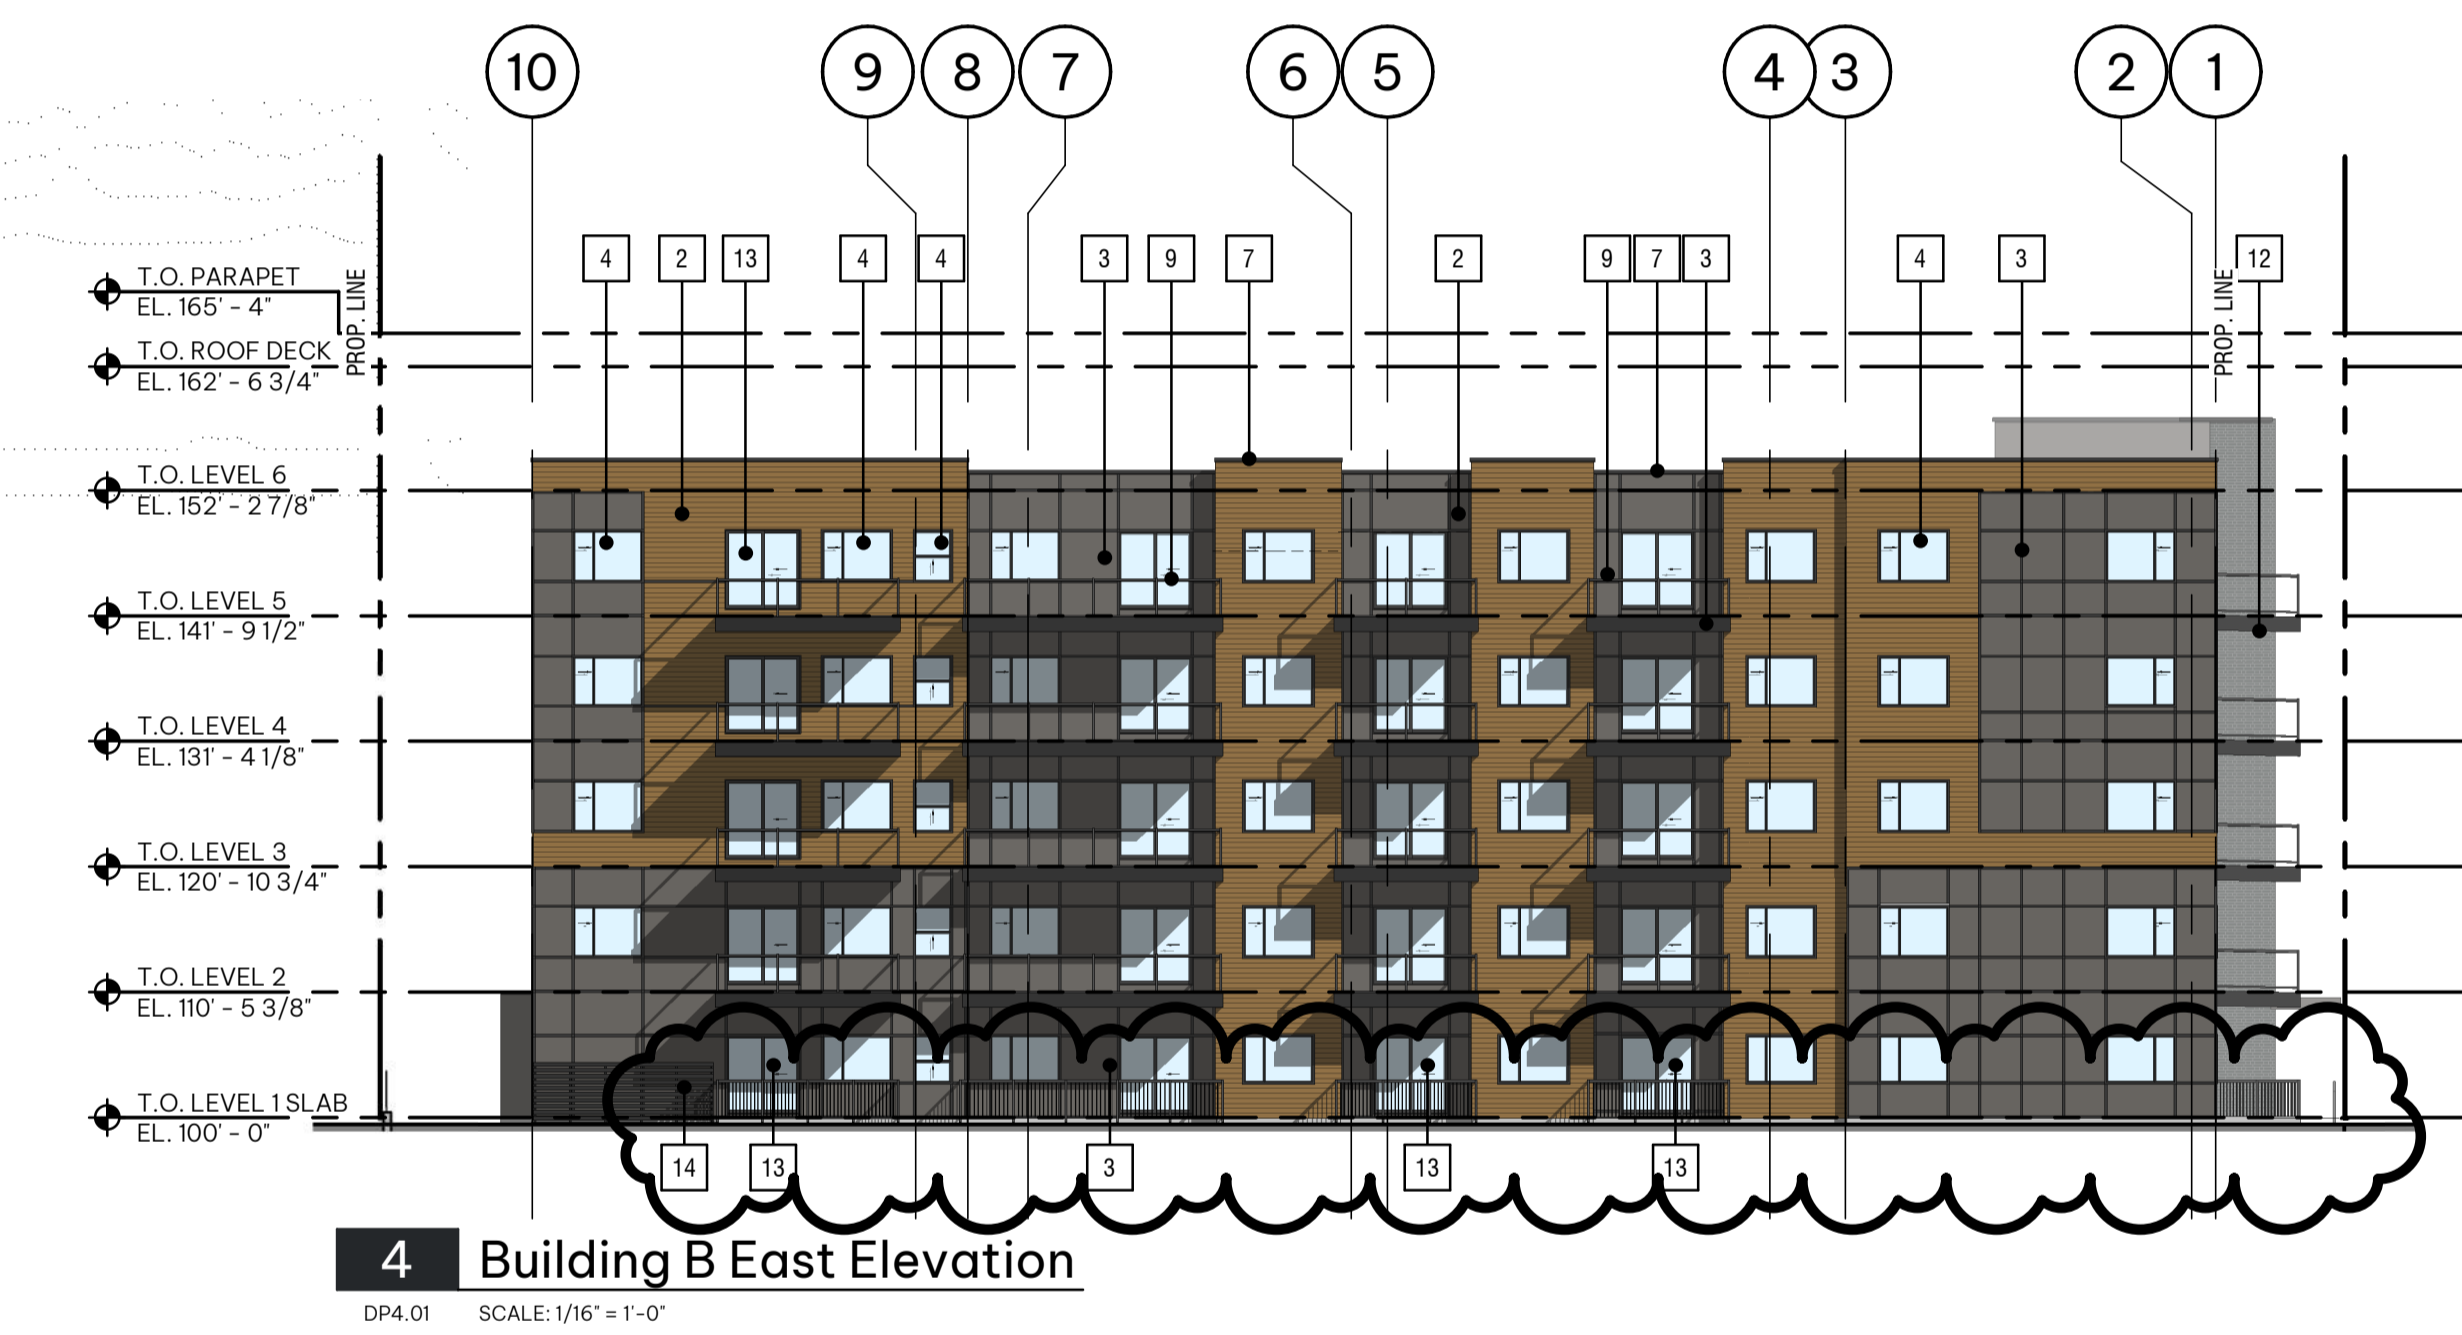 10 9 8 7 6 5 4 3 2 1
4 2 13 4 4 3 9 7 2 9 7 3 4 3 12
T.O. PARAPET
EL. 165' - 4"
PROP. LINE
PROP. LINE
T.O. ROOF DECK
EL. 162' - 6 3/4"
T.O. LEVEL 6
EL. 152' - 2 7/8"
T.O. LEVEL 5
EL. 141' - 9 1/2"
T.O. LEVEL 4
EL. 131' - 4 1/8"
T.O. LEVEL 3
EL. 120' - 10 3/4"
T.O. LEVEL 2
EL. 110' - 5 3/8"
T.O. LEVEL 1 SLAB
EL. 100' - 0"
14 13 3 13 13
4 Building B East Elevation
DP4.01 SCALE: 1/16" = 1'-0"